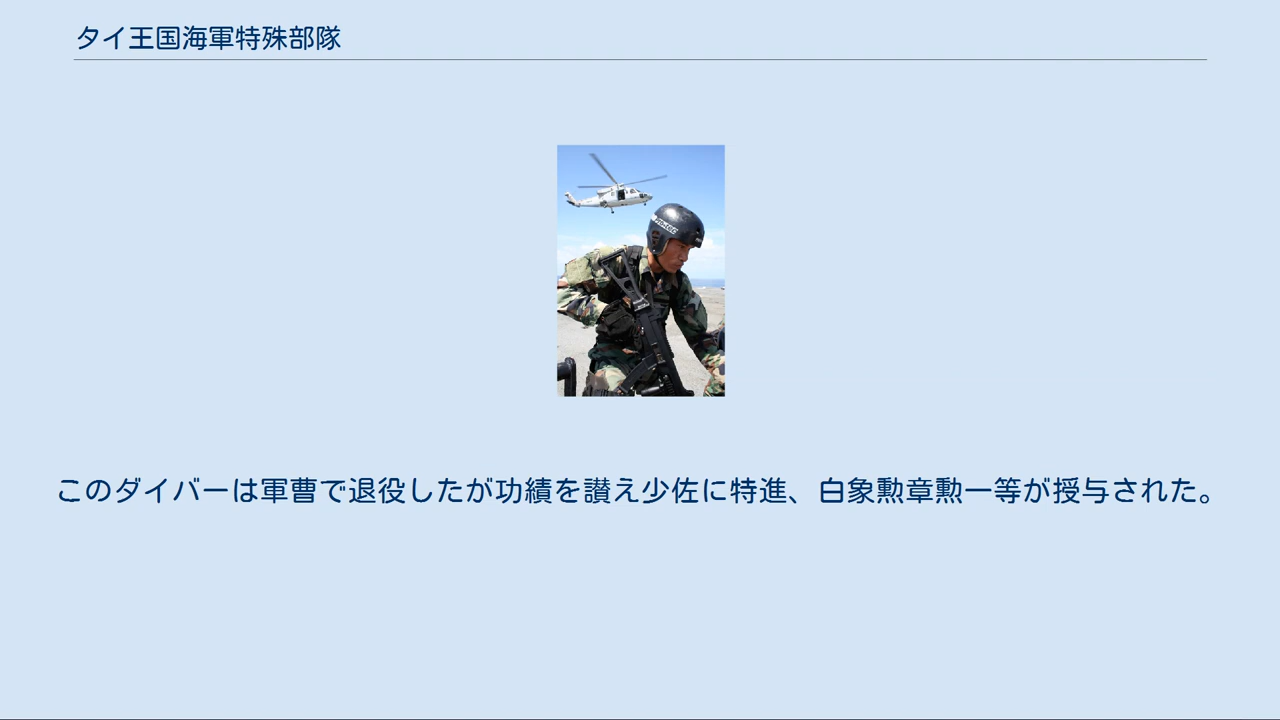 タイ王国海軍特殊部隊
このダイバーは軍曹で退役したが功績を讃え少佐に特進、白象勲章勲一等が授与された。